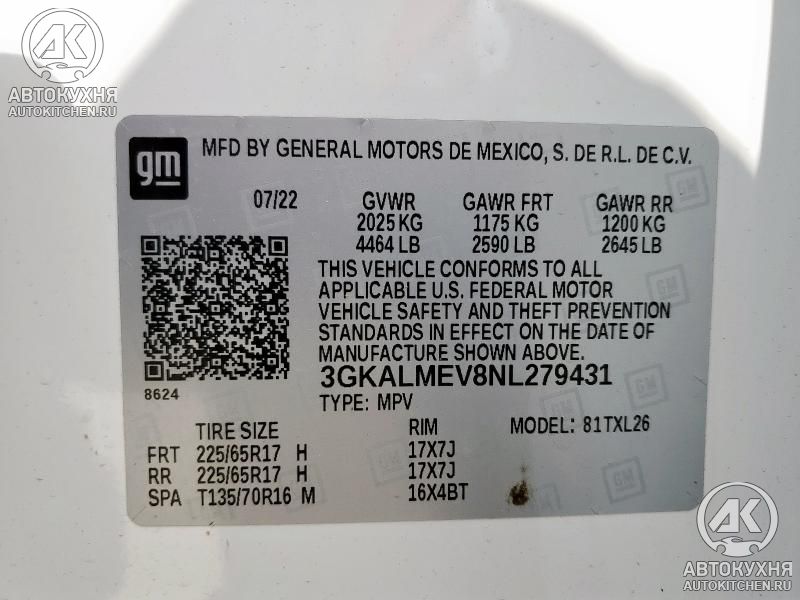 AK
АВТОКУХНЯ
AUTOKITCHEN.RU
gm
MFD BY GENERAL MOTORS DE MEXICO, S. DE R.L. DE C.V.
07/22 GVWR GAWR FRT GAWR RR
2025 KG 1175 KG 1200 KG
4464 LB 2590 LB 2645 LB
THIS VEHICLE CONFORMS TO ALL
APPLICABLE U.S. FEDERAL MOTOR
VEHICLE SAFETY AND THEFT PREVENTION
STANDARDS IN EFFECT ON THE DATE OF
MANUFACTURE SHOWN ABOVE.
8624
3GKALMEV8NL279431
TYPE: MPV
TIRE SIZE RIM MODEL: 81TXL26
FRT 225/65R17 H 17X7J
RR 225/65R17 H 17X7J
SPA T135/70R16 M 16X4BT
AK
АВТОКУХНЯ
AUTOKITCHEN.RU